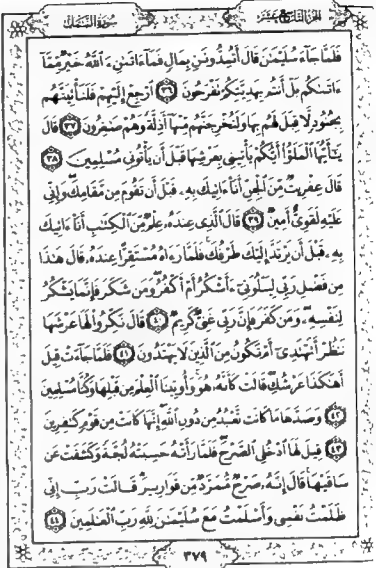 الجزء التاسع عشر
سُورَةُ النَّمۡلِ
فَلَمَّا جَآءَ سُلَيۡمَٰنَ قَالَ أَتُمِدُّونَنِ بِمَالٖ فَمَآ ءَاتَىٰنِۦَ ٱللَّهُ خَيۡرٞ مِّمَّآ
ءَاتَىٰكُمۚ بَلۡ أَنتُم بِهَدِيَّتِكُمۡ تَفۡرَحُونَ ٣٦ ٱرۡجِعۡ إِلَيۡهِمۡ فَلَنَأۡتِيَنَّهُم
بِجُنُودٖ لَّا قِبَلَ لَهُم بِهَا وَلَنُخۡرِجَنَّهُم مِّنۡهَآ أَذِلَّةٗ وَهُمۡ صَٰغِرُونَ ٣٧ قَالَ
يَٰٓأَيُّهَا ٱلۡمَلَؤُاْ أَيُّكُمۡ يَأۡتِينِي بِعَرۡشِهَا قَبۡلَ أَن يَأۡتُونِي مُسۡلِمِينَ ٣٨
قَالَ عِفۡرِيتٞ مِّنَ ٱلۡجِنِّ أَنَا۠ ءَاتِيكَ بِهِۦ قَبۡلَ أَن تَقُومَ مِن مَّقَامِكَۖ وَإِنِّي
عَلَيۡهِ لَقَوِيٌّ أَمِينٞ ٣٩ قَالَ ٱلَّذِي عِندَهُۥ عِلۡمٞ مِّنَ ٱلۡكِتَٰبِ أَنَا۠ ءَاتِيكَ
بِهِۦ قَبۡلَ أَن يَرۡتَدَّ إِلَيۡكَ طَرۡفُكَۚ فَلَمَّا رَءَاهُ مُسۡتَقِرًّا عِندَهُۥ قَالَ هَٰذَا
مِن فَضۡلِ رَبِّي لِيَبۡلُوَنِيٓ ءَأَشۡكُرُ أَمۡ أَكۡفُرُۖ وَمَن شَكَرَ فَإِنَّمَا يَشۡكُرُ
لِنَفۡسِهِۦۖ وَمَن كَفَرَ فَإِنَّ رَبِّي غَنِيّٞ كَرِيمٞ ٤٠ قَالَ نَكِّرُواْ لَهَا عَرۡشَهَا
نَنظُرۡ أَتَهۡتَدِيٓ أَمۡ تَكُونُ مِنَ ٱلَّذِينَ لَا يَهۡتَدُونَ ٤١ فَلَمَّا جَآءَتۡ قِيلَ
أَهَٰكَذَا عَرۡشُكِۖ قَالَتۡ كَأَنَّهُۥ هُوَۚ وَأُوتِينَا ٱلۡعِلۡمَ مِن قَبۡلِهَا وَكُنَّا مُسۡلِمِينَ
٤٢ وَصَدَّهَا مَا كَانَت تَّعۡبُدُ مِن دُونِ ٱللَّهِۖ إِنَّهَا كَانَتۡ مِن قَوۡمٖ كَٰفِرِينَ
٤٣ قِيلَ لَهَا ٱدۡخُلِي ٱلصَّرۡحَۖ فَلَمَّا رَأَتۡهُ حَسِبَتۡهُ لُجَّةٗ وَكَشَفَتۡ عَن
سَاقَيۡهَاۚ قَالَ إِنَّهُۥ صَرۡحٞ مُّمَرَّدٞ مِّن قَوَارِيرَۗ قَالَتۡ رَبِّ إِنِّي
ظَلَمۡتُ نَفۡسِي وَأَسۡلَمۡتُ مَعَ سُلَيۡمَٰنَ لِلَّهِ رَبِّ ٱلۡعَٰلَمِينَ ٤٤
٣٧٩